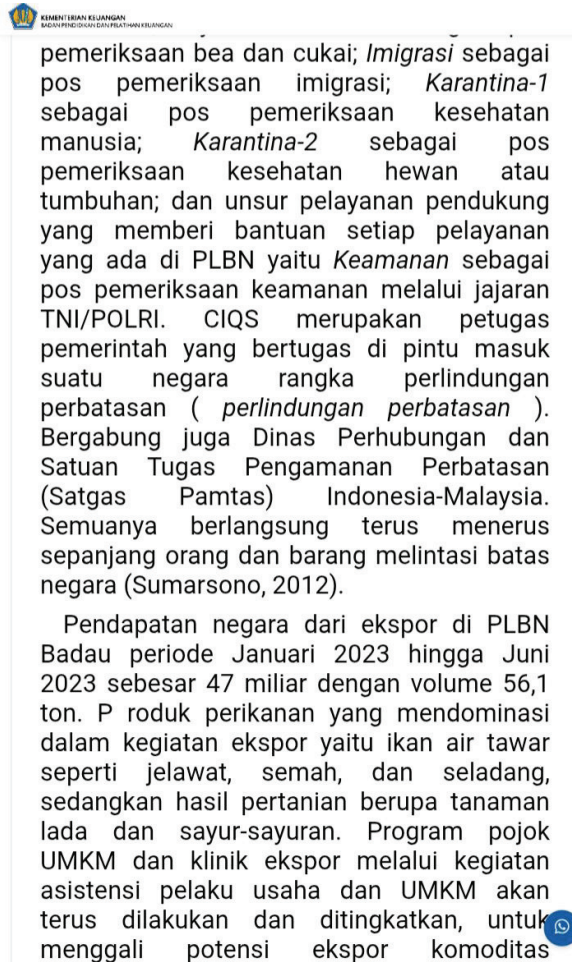 KEMENTERIAN KEUANGAN
BADAN PENDIDIKAN DAN PELATIHAN KEUANGAN
pemeriksaan bea dan cukai; Imigrasi sebagai
pos pemeriksaan imigrasi; Karantina-1
sebagai pos pemeriksaan kesehatan
manusia; Karantina-2 sebagai pos
pemeriksaan kesehatan hewan atau
tumbuhan; dan unsur pelayanan pendukung
yang memberi bantuan setiap pelayanan
yang ada di PLBN yaitu Keamanan sebagai
pos pemeriksaan keamanan melalui jajaran
TNI/POLRI. CIQS merupakan petugas
pemerintah yang bertugas di pintu masuk
suatu negara rangka perlindungan
perbatasan ( perlindungan perbatasan ).
Bergabung juga Dinas Perhubungan dan
Satuan Tugas Pengamanan Perbatasan
(Satgas Pamtas) Indonesia-Malaysia.
Semuanya berlangsung terus menerus
sepanjang orang dan barang melintasi batas
negara (Sumarsono, 2012).
Pendapatan negara dari ekspor di PLBN
Badau periode Januari 2023 hingga Juni
2023 sebesar 47 miliar dengan volume 56,1
ton. P roduk perikanan yang mendominasi
dalam kegiatan ekspor yaitu ikan air tawar
seperti jelawat, semah, dan seladang,
sedangkan hasil pertanian berupa tanaman
lada dan sayur-sayuran. Program pojok
UMKM dan klinik ekspor melalui kegiatan
asistensi pelaku usaha dan UMKM akan
terus dilakukan dan ditingkatkan, untuk
menggali potensi ekspor komoditas